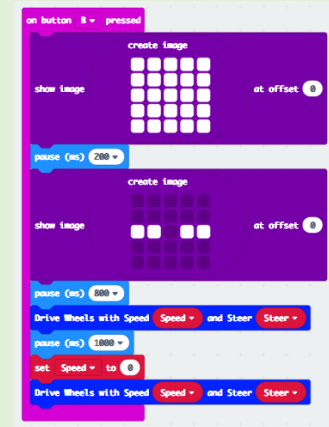 on button B pressed
create image
show image at offset 0
pause (ms) 200
create image
show image at offset 0
pause (ms) 800
Drive Wheels with Speed Speed and Steer Steer
pause (ms) 1000
set Speed to 0
Drive Wheels with Speed Speed and Steer Steer